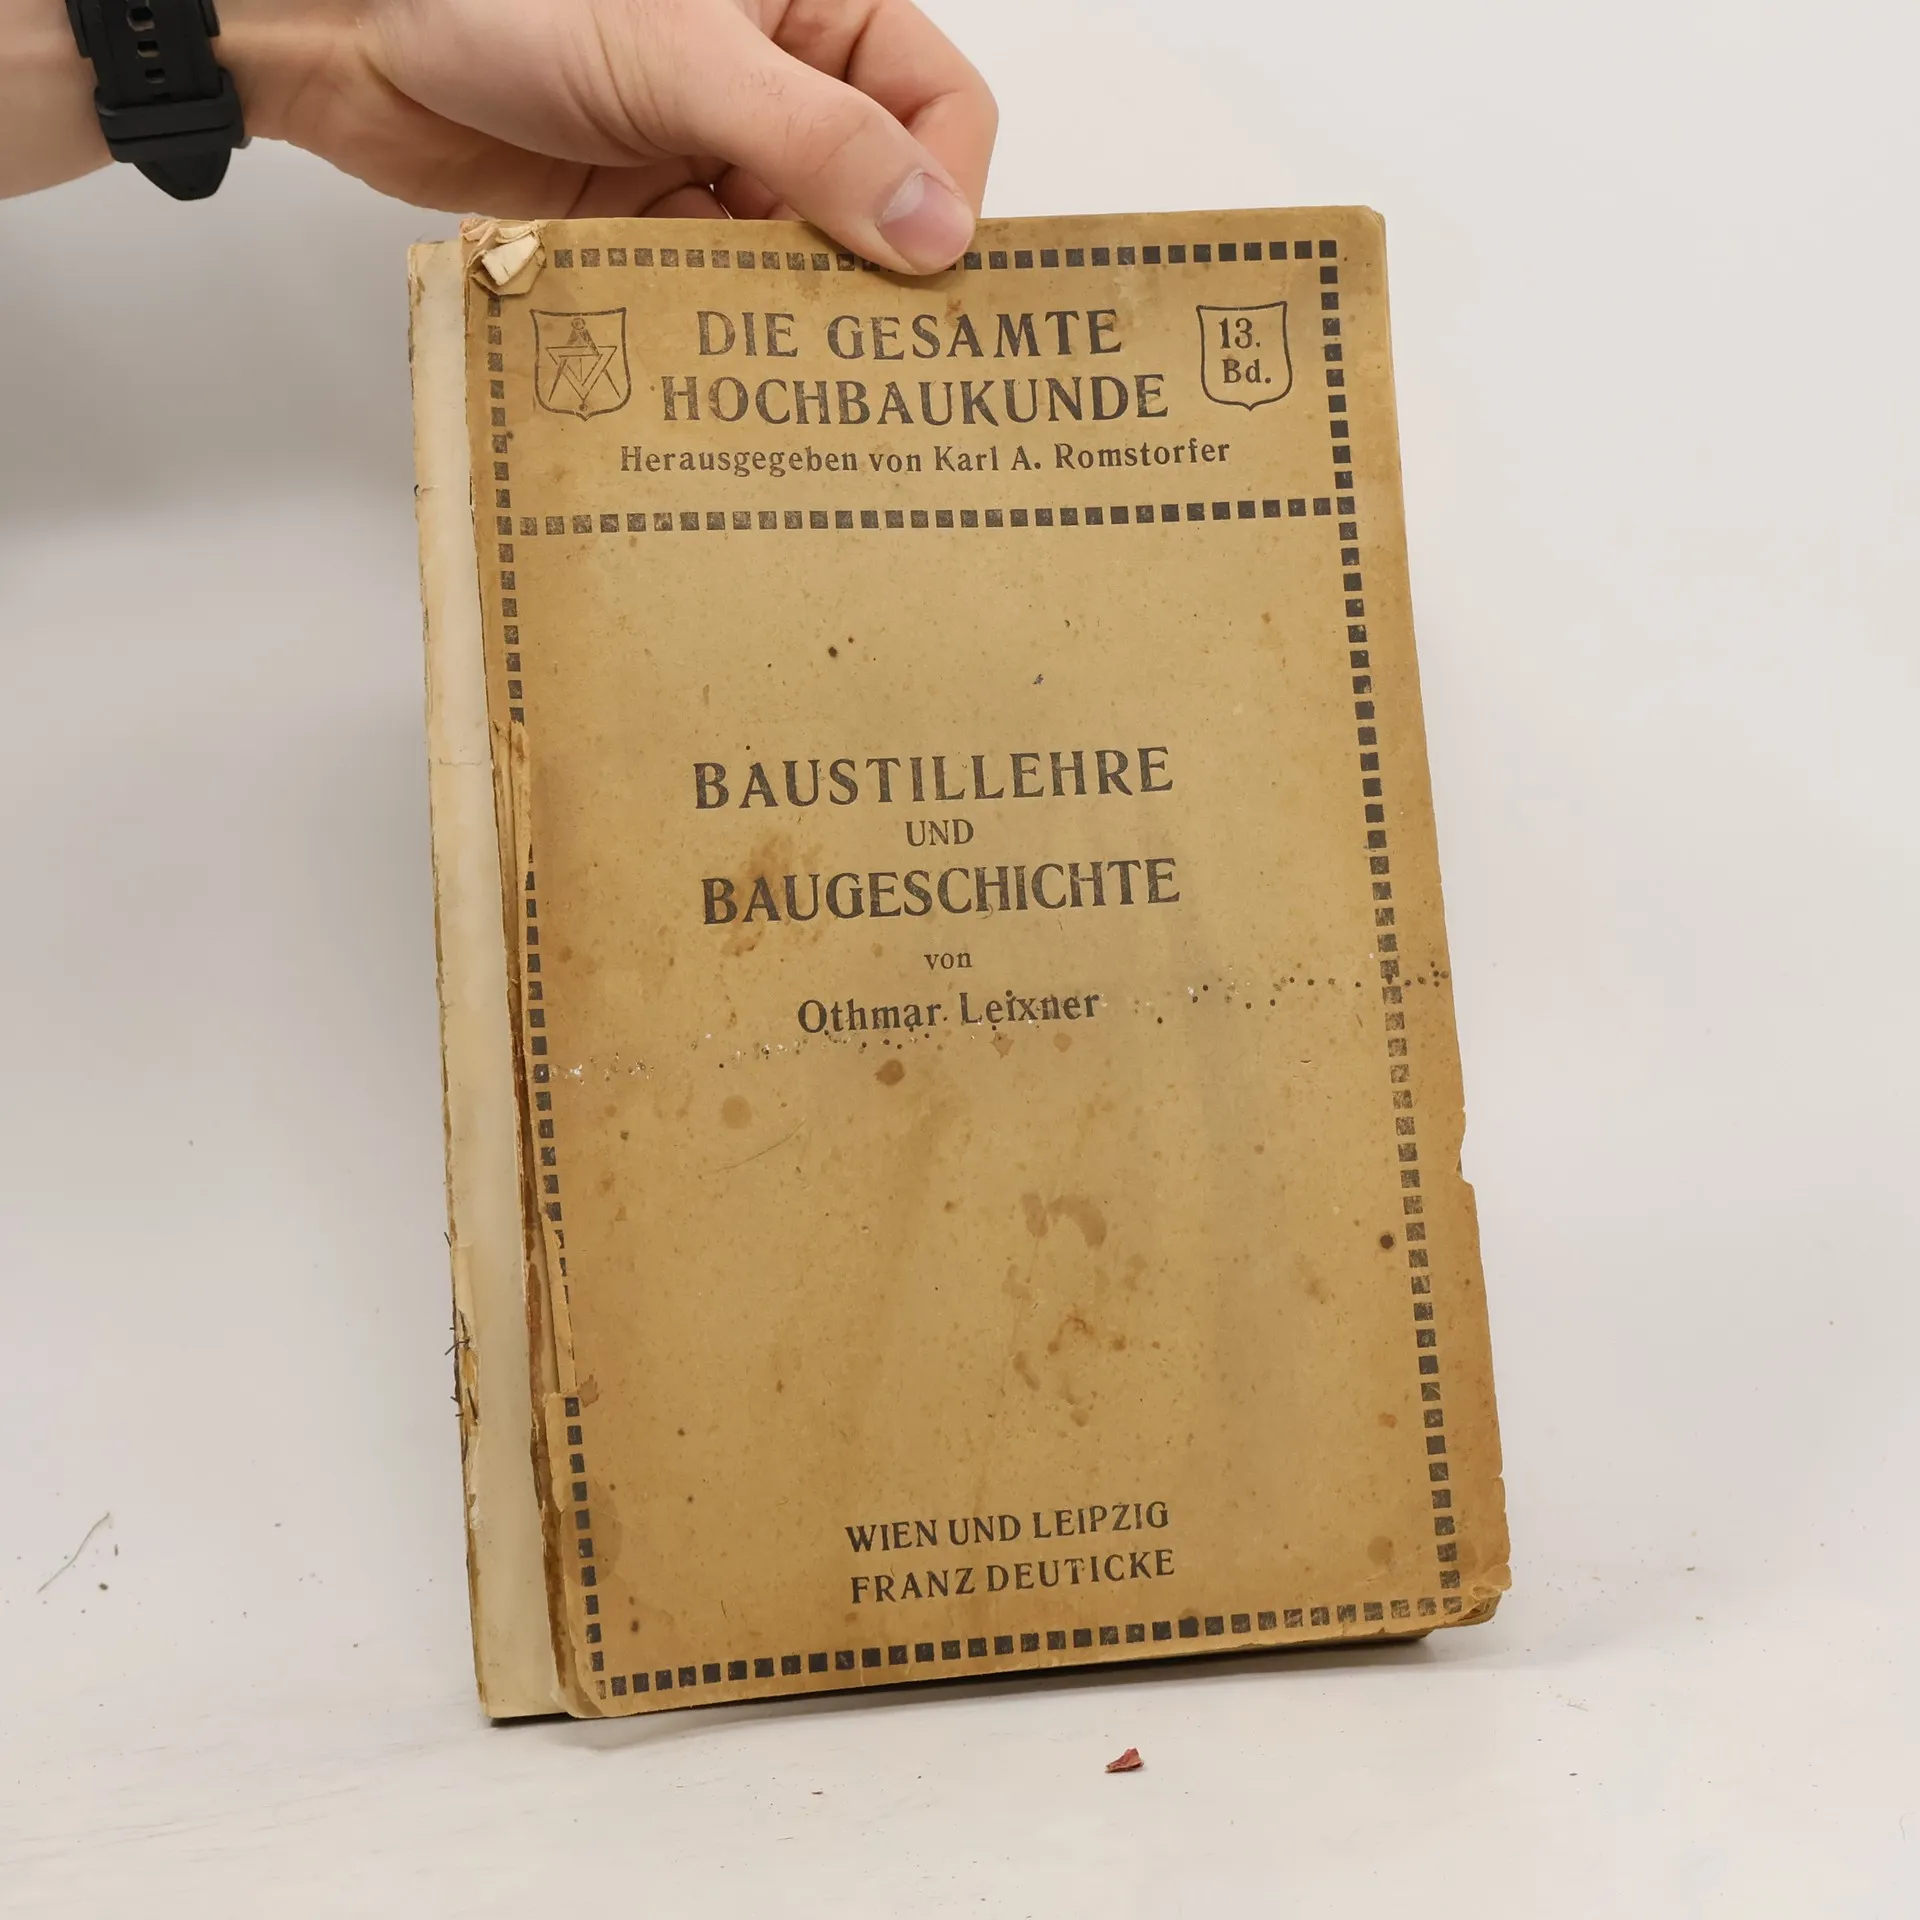 DIE GESAMTE
HOCHBAUKUNDE
13.
Bd.
Herausgegeben von Karl A. Romstorfer
BAUSTILLEHRE
UND
BAUGESCHICHTE
von
Othmar Leixner
WIEN UND LEIPZIG
FRANZ DEUTICKE